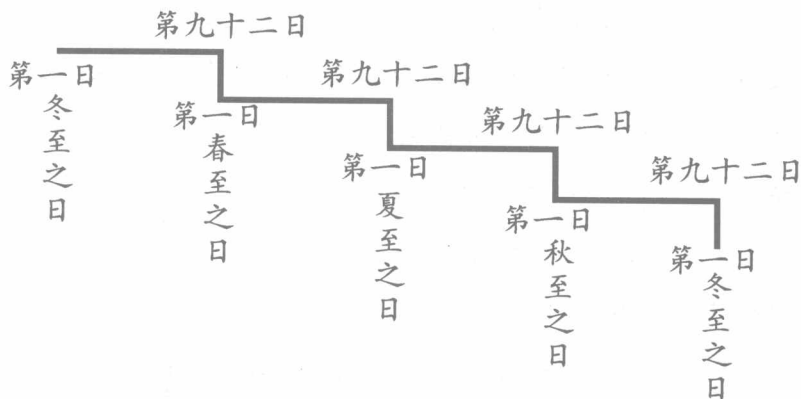 第九十二日
第一日
冬至之日
第九十二日
第一日
春至之日
第九十二日
第一日
夏至之日
第九十二日
第一日
秋至之日
第一日
冬至之日